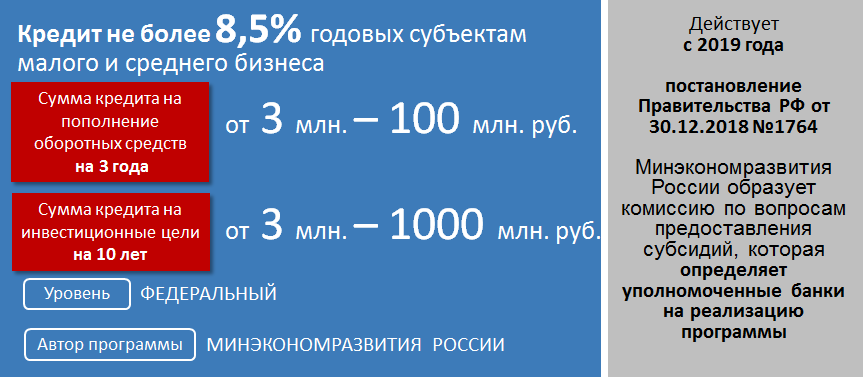 Кредит не более 8,5% годовых субъектам
малого и среднего бизнеса
Сумма кредита на
пополнение
оборотных средств
на 3 года
от 3 млн. – 100 млн. руб.
Сумма кредита на
инвестиционные цели
на 10 лет
от 3 млн. – 1000 млн. руб.
Уровень ФЕДЕРАЛЬНЫЙ
Автор программы МИНЭКОНОМРАЗВИТИЯ РОССИИ
Действует
с 2019 года
постановление
Правительства РФ от
30.12.2018 №1764
Минэкономразвития
России образует
комиссию по вопросам
предоставления
субсидий, которая
определяет
уполномоченные банки
на реализацию
программы